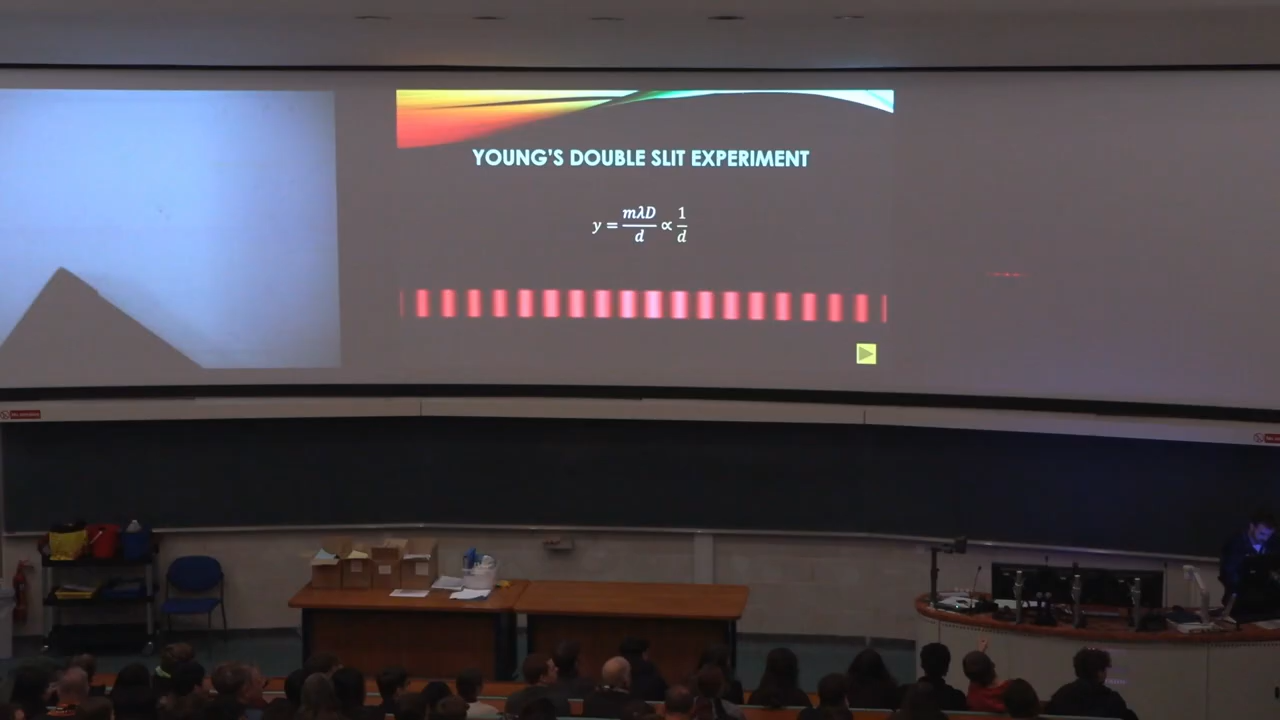 YOUNG'S DOUBLE SLIT EXPERIMENT
y = mλD/d ∝ 1/d